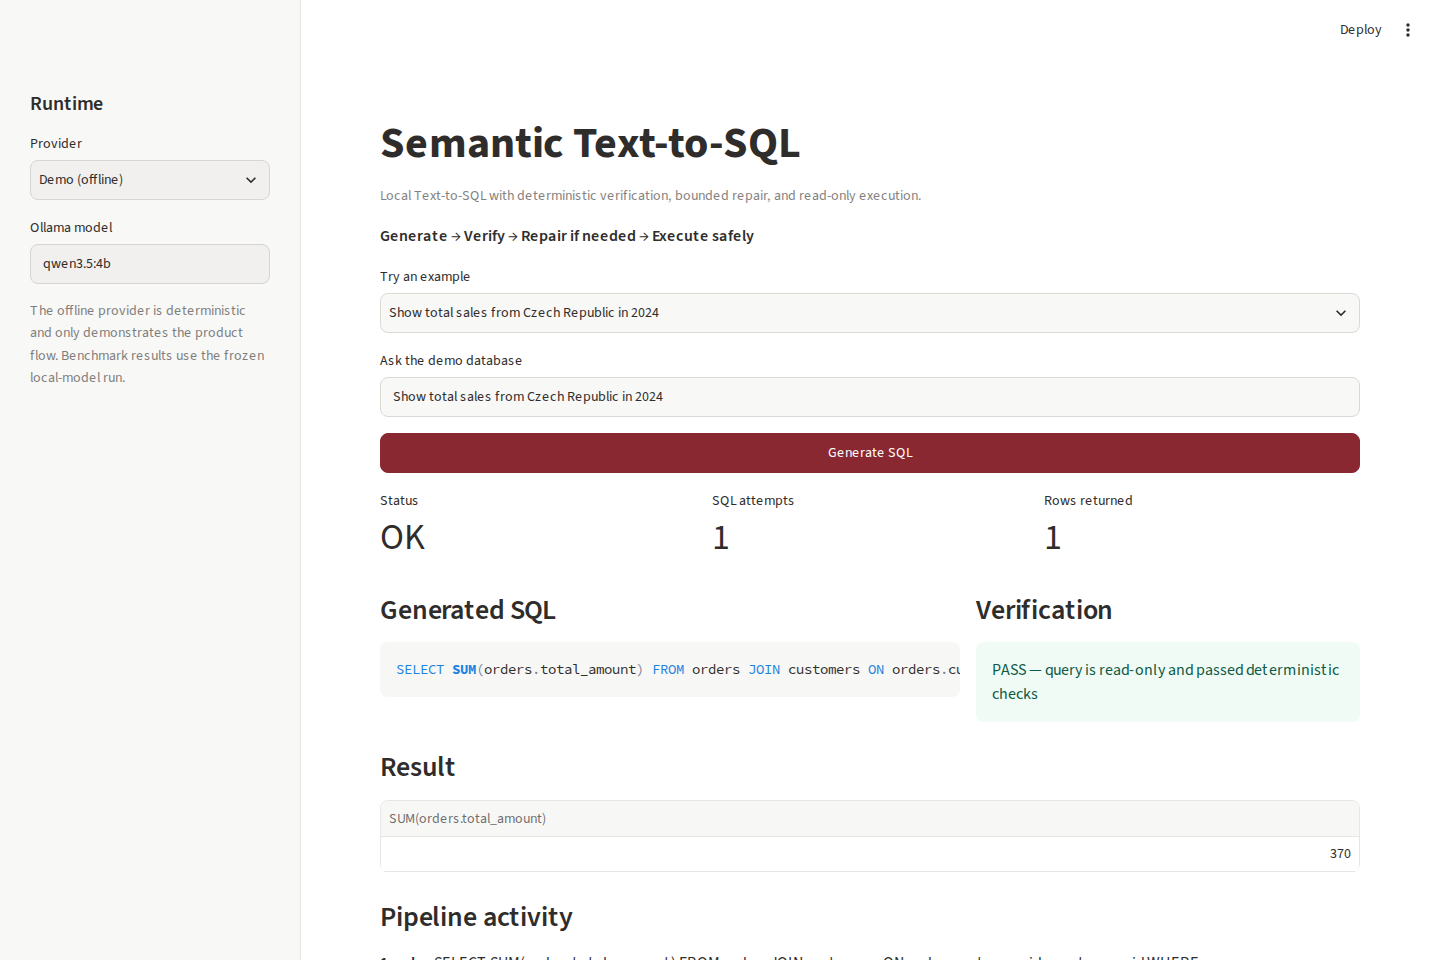 Deploy
Runtime
Provider
Demo (offline)
Ollama model
qwen3.5:4b
The offline provider is deterministic
and only demonstrates the product
flow. Benchmark results use the frozen
local-model run.
Semantic Text-to-SQL
Local Text-to-SQL with deterministic verification, bounded repair, and read-only execution.
Generate → Verify → Repair if needed → Execute safely
Try an example
Show total sales from Czech Republic in 2024
Ask the demo database
Show total sales from Czech Republic in 2024
Generate SQL
Status
OK
SQL attempts
1
Rows returned
1
Generated SQL
SELECT SUM(orders.total_amount) FROM orders JOIN customers ON orders.cu
Verification
PASS — query is read-only and passed deterministic
checks
Result
SUM(orders.total_amount)
370
Pipeline activity